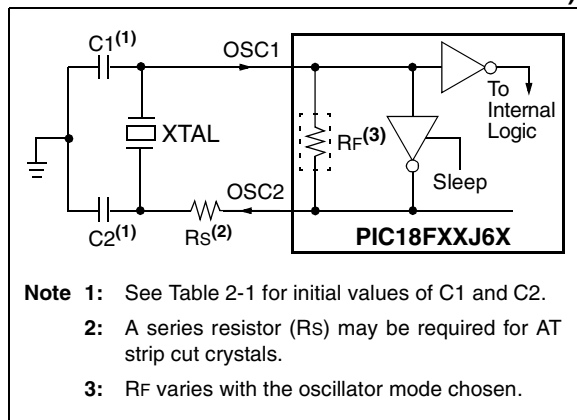 C1(1)
OSC1
To
Internal
Logic
XTAL
RF(3)
Sleep
OSC2
C2(1)
RS(2)
PIC18FXXJ6X
Note 1: See Table 2-1 for initial values of C1 and C2.
2: A series resistor (RS) may be required for AT
strip cut crystals.
3: RF varies with the oscillator mode chosen.